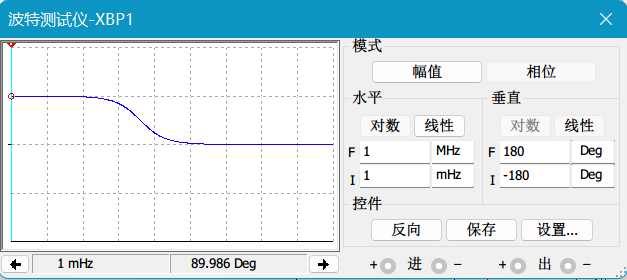 波特测试仪-XBP1
模式
幅值 相位
水平 垂直
对数 线性 对数 线性
F 1 MHz F 180 Deg
I 1 mHz I -180 Deg
控件
反向 保存 设置...
1 mHz 89.986 Deg
+ 进 − + 出 −